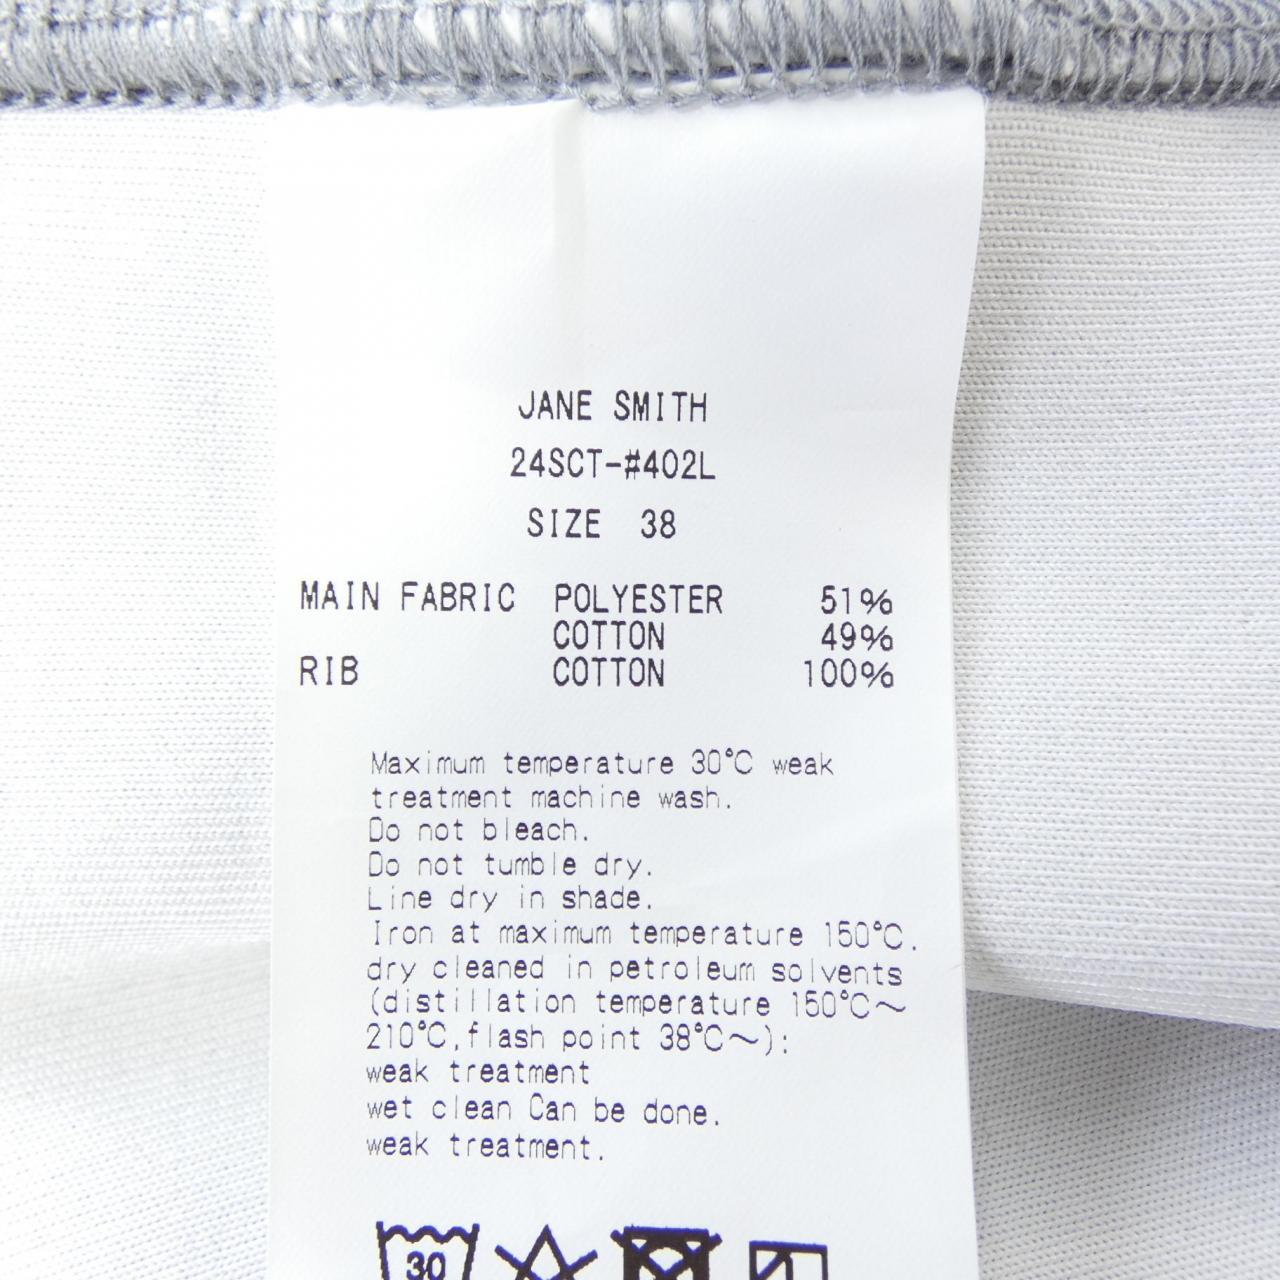 JANE SMITH
24SCT-#402L
SIZE 38
MAIN FABRIC POLYESTER 51%
COTTON 49%
RIB COTTON 100%
Maximum temperature 30°C weak
treatment machine wash.
Do not bleach.
Do not tumble dry.
Line dry in shade.
Iron at maximum temperature 150°C.
dry cleaned in petroleum solvents
(distillation temperature 150°C～
210°C,flash point 38°C～):
weak treatment
wet clean Can be done.
weak treatment.
30